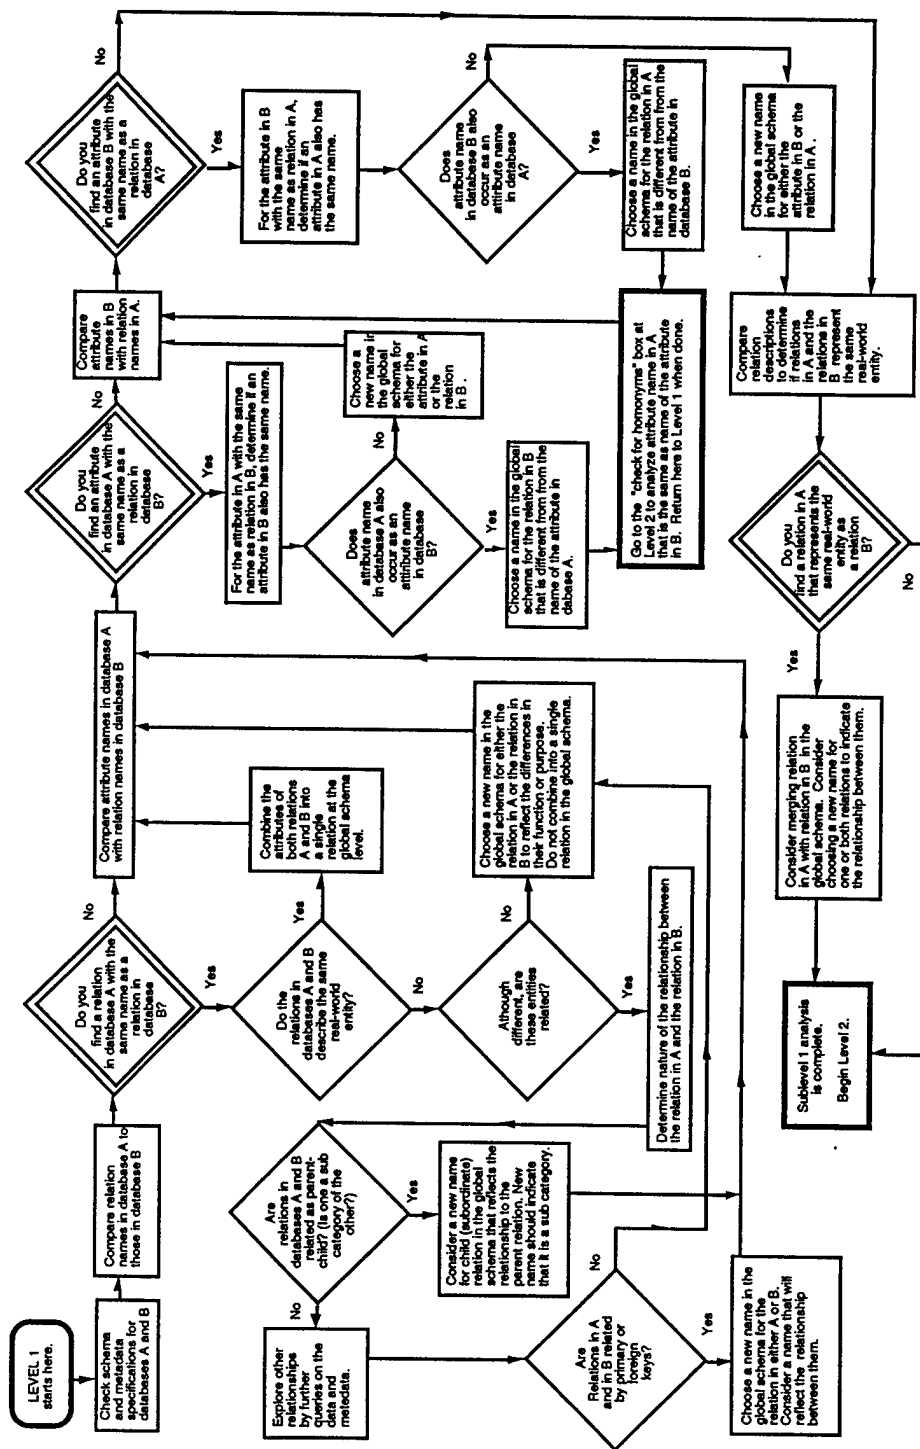 LEVEL 1
starts here.
Check schema
and metadata
specifications for
databases A and B
Compare relation
names in database A to
those in database B
Do you
find a relation
in database A with the
same name as a
relation in
database
B?
No
Yes
Compare attribute names in database A
with relation names in database B
Do the
relations in
databases A and B
describe the same
real-world
entity?
Yes
No
Combine the
attributes of
both relations
A and B into
a single
relation at the
global schema
level.
Athough
different, are
these entities
related?
No
Yes
Choose a new name in the
global schema for either the
relation in A or the relation in
B to reflect the differences in
their function or purpose.
Do not combine into a single
relation in the global schema.
Determine nature of the relationship between
the relation in A and the relation in B.
Are
relations in
databases A and B
related as parent-
child? (Is one a sub
category of the
other?)
No
Yes
Consider a new name
for child (subordinate)
relation in the global
schema that reflects the
relationship to the
parent relation. New
name should indicate
that it is a sub category.
Explore other
relationships
by further
queries on the
data and
metedata.
Are
Relations in A
and in B related
by primary or
foreign
keys?
No
Yes
Choose a new name in the
global schema for the
relation in either A or B.
Consider a name that will
reflect the relationship
between them.
Do you
find an attribute
in database A with the
same name as a
relation in
database
B?
No
Yes
For the attribute in A with the same
name as relation in B, determine if an
attribute in B also has the same name.
Does
attribute name
in database A also
occur as an
attribute name
in database
B?
No
Yes
Choose a
new name in
the global
schema for
either the
attribute in A
or the
relation
in B .
Choose a name in the global
schema for the relation in B
that is different from from the
name of the attribute in
dabase A.
Go to the "check for homonyms" box at
Level 2 to analyze attribute name in A
that is the same as name of the attribute
in B. Return here to Level 1 when done.
Compare
attribute
names in B
with relation
names in A.
Do you
find an attribute
in database B with the
same name as a
relation in
database
A?
No
Yes
For the attribute in B
with the same
name as relation in A,
determine if an
attribute in A also has
the same name.
Does
attribute name
in database B also
occur as an
attribute name
in database
A?
No
Yes
Choose a name in the global
schema for the relation in A
that is different from from the
name of the attribute in
database B.
Choose a new name
in the global schema
for either the
attribute in B or the
relation in A .
Compare
relation
descriptions
to determine
if relations
in A and the
relations in
B represent
the same
real-world
entity.
Do you
find a relation in A
that represents the
same real-world
entity as
a relation
B?
Yes
No
Consider merging relation
in A with relation in B in the
global schema. Consider
choosing a new name for
one or both relations to indicate
the relationship between them.
Sublevel 1 analysis
is complete.
Begin Level 2.